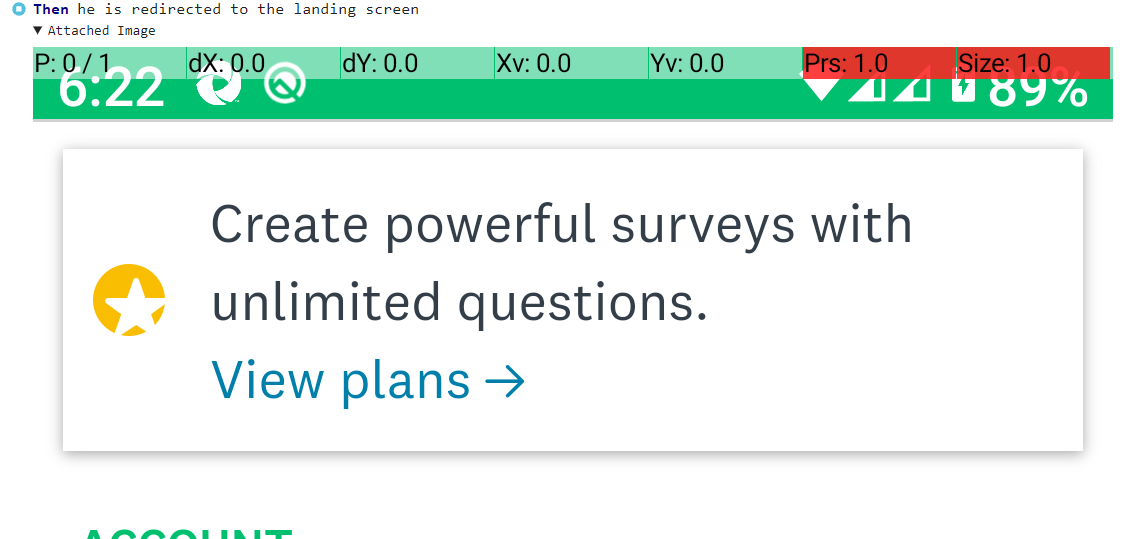 Then he is redirected to the landing screen
▼ Attached Image
P: 0 / 1 dX: 0.0 dY: 0.0 Xv: 0.0 Yv: 0.0 Prs: 1.0 Size: 1.0
6:22 89%
Create powerful surveys with
unlimited questions.
View plans →
ACCOUNT